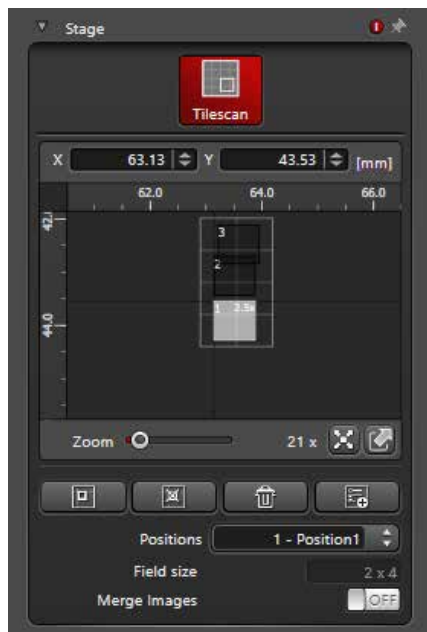 Stage
Tilescan
X 63.13 Y 43.53 [mm]
62.0 64.0 66.0
42.0
3
2
1 2.5x
44.0
Zoom 21 x
Positions 1 - Position1
Field size 2 x 4
Merge Images OFF